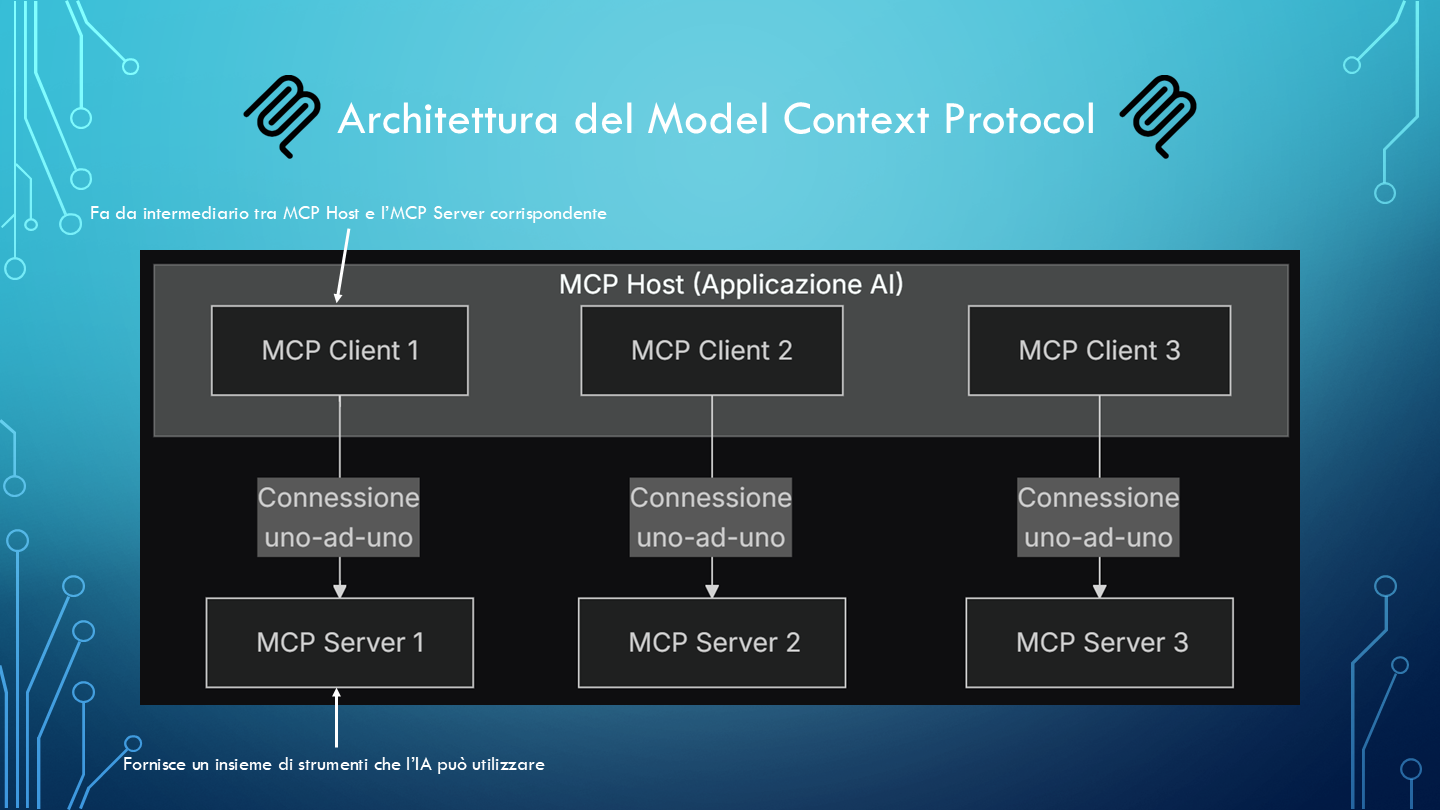 Architettura del Model Context Protocol
Fa da intermediario tra MCP Host e l'MCP Server corrispondente
MCP Host (Applicazione AI)
MCP Client 1
MCP Client 2
MCP Client 3
Connessione
uno-ad-uno
Connessione
uno-ad-uno
Connessione
uno-ad-uno
MCP Server 1
MCP Server 2
MCP Server 3
Fornisce un insieme di strumenti che l'IA può utilizzare